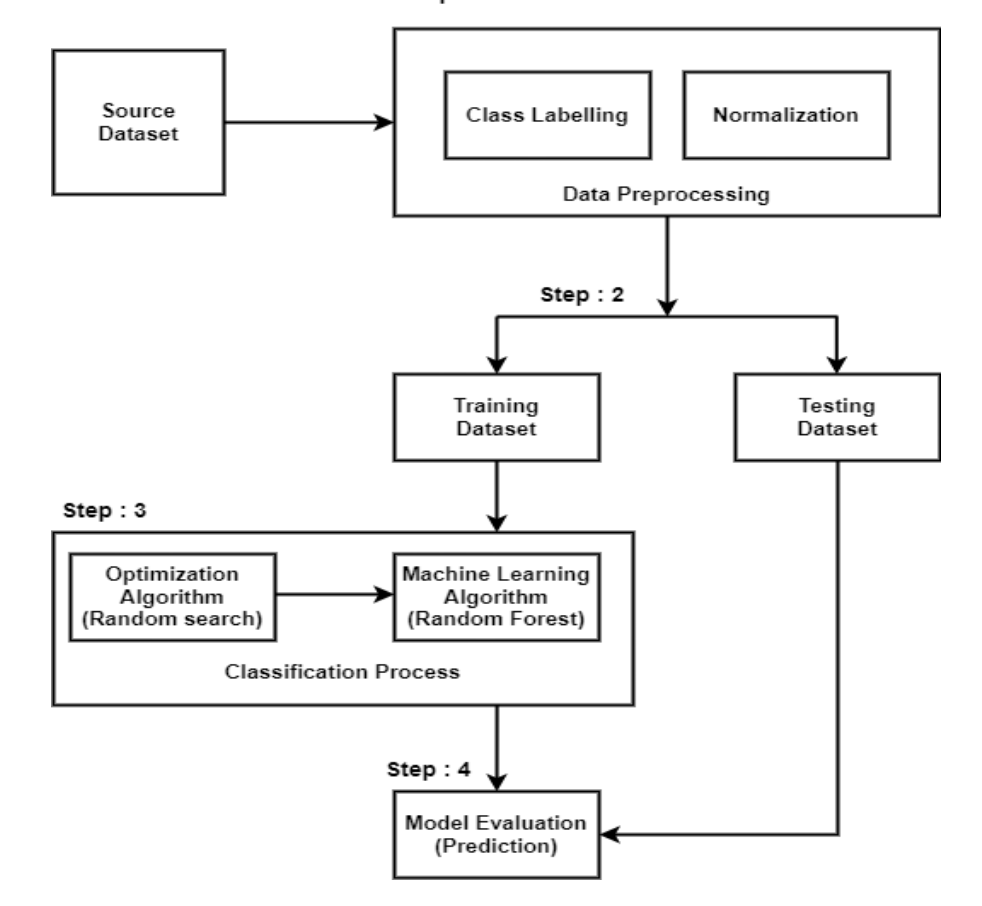 Source
Dataset
Class Labelling
Normalization
Data Preprocessing
Step : 2
Training
Dataset
Testing
Dataset
Step : 3
Optimization
Algorithm
(Random search)
Machine Learning
Algorithm
(Random Forest)
Classification Process
Step : 4
Model Evaluation
(Prediction)